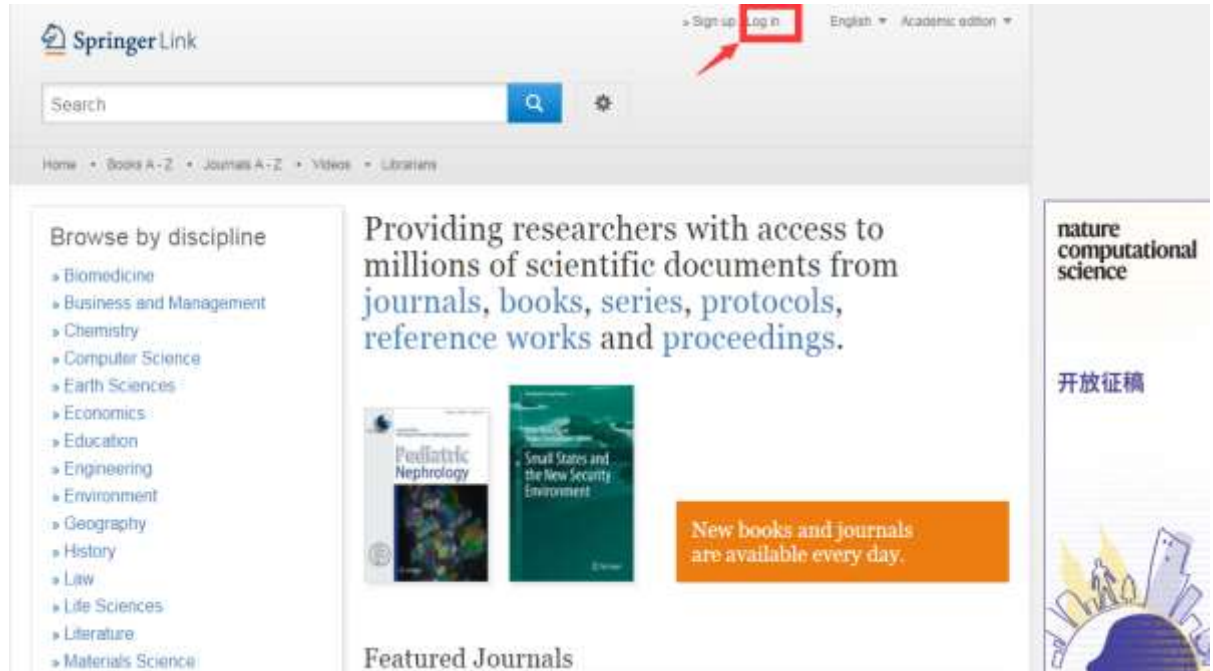 » Sign up Log in English Academic edition
Springer Link
Search
Home • Books A - Z • Journals A - Z • Videos • Librarians
Browse by discipline
» Biomedicine
» Business and Management
» Chemistry
» Computer Science
» Earth Sciences
» Economics
» Education
» Engineering
» Environment
» Geography
» History
» Law
» Life Sciences
» Literature
» Materials Science
Providing researchers with access to
millions of scientific documents from
journals, books, series, protocols,
reference works and proceedings.
Pediatric
Nephrology
Small States and
the New Security
Environment
Springer
New books and journals
are available every day.
Featured Journals
nature
computational
science
开放征稿